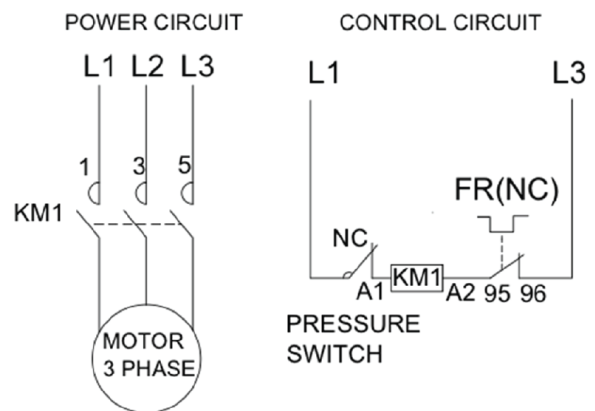 POWER CIRCUIT
L1 L2 L3
1 3 5
KM1
MOTOR
3 PHASE
CONTROL CIRCUIT
L1 L3
FR(NC)
NC
A1 KM1 A2 95 96
PRESSURE
SWITCH